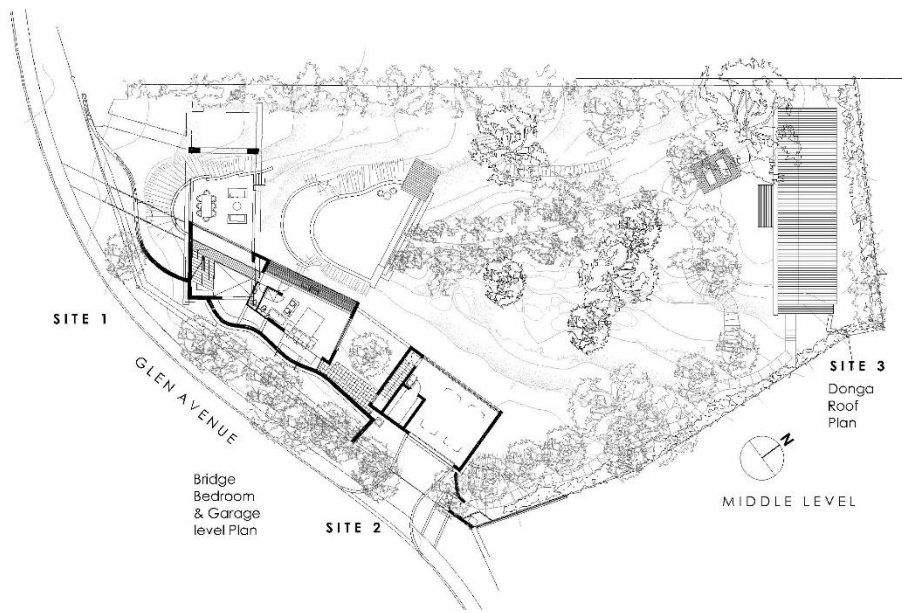 SITE 1
GLEN AVENUE
Bridge
Bedroom
& Garage
level Plan
SITE 2
SITE 3
Donga
Roof
Plan
N
MIDDLE LEVEL